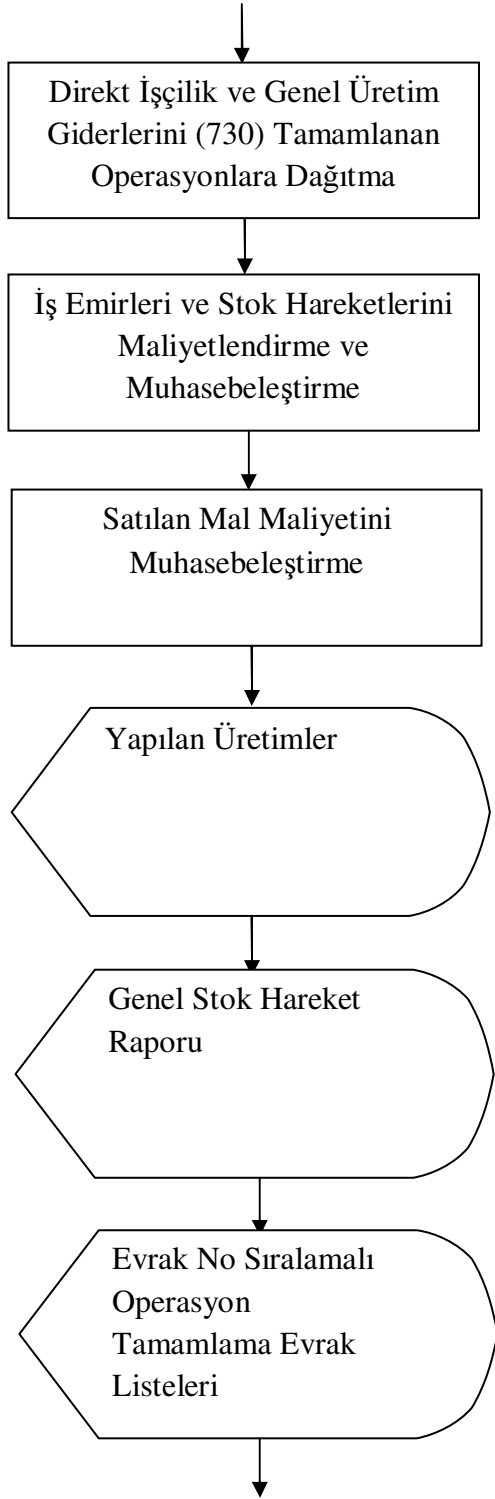 Direkt İşçilik ve Genel Üretim
Giderlerini (730) Tamamlanan
Operasyonlara Dağıtma
İş Emirleri ve Stok Hareketlerini
Maliyetlendirme ve
Muhasebeleştirme
Satılan Mal Maliyetini
Muhasebeleştirme
Yapılan Üretimler
Genel Stok Hareket
Raporu
Evrak No Sıralamalı
Operasyon
Tamamlama Evrak
Listeleri